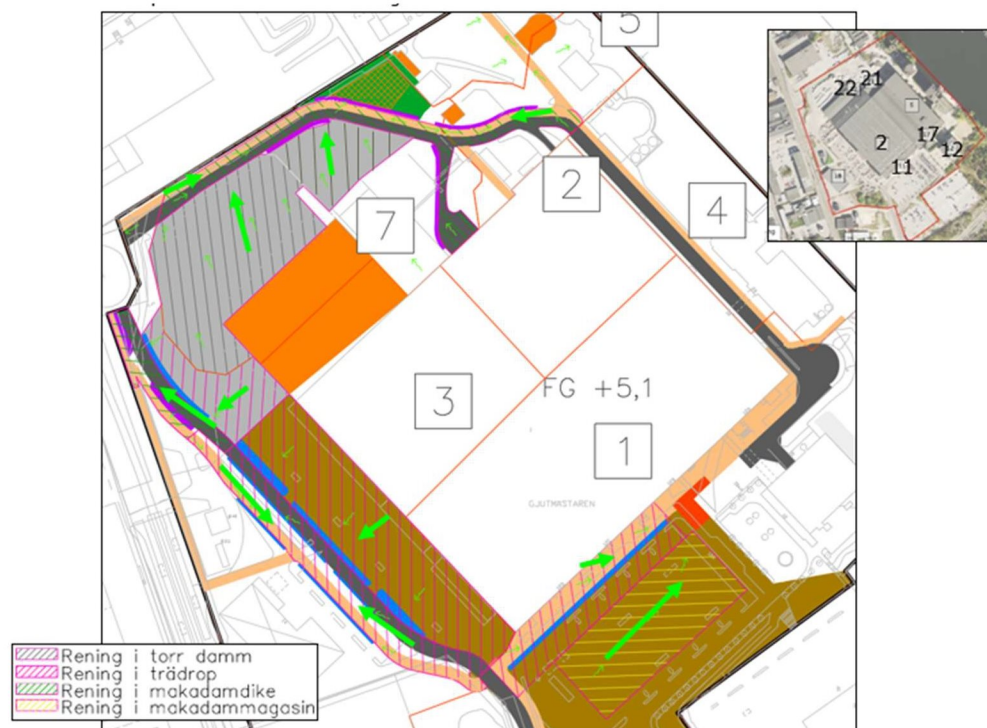 5
22
21
2
17
12
11
2
4
7
3
FG +5,1
1
GJUTMÄSTAREN
Rening i torr damm
Rening i trädrop
Rening i makadamdike
Rening i makadammagasin